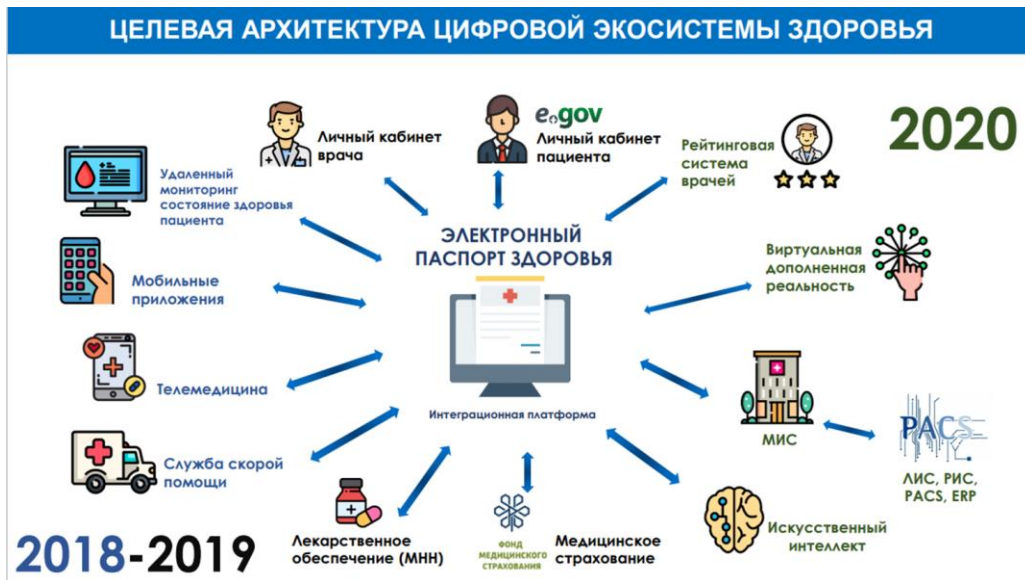 ЦЕЛЕВАЯ АРХИТЕКТУРА ЦИФРОВОЙ ЭКОСИСТЕМЫ ЗДОРОВЬЯ
Личный кабинет
врача
e.gov
Личный кабинет
пациента
Рейтинговая
система
врачей
2020
Удаленный
мониторинг
состояние здоровья
пациента
ЭЛЕКТРОННЫЙ
ПАСПОРТ ЗДОРОВЬЯ
Виртуальная
дополненная
реальность
Мобильные
приложения
Телемедицина
Интеграционная платформа
МИС
PACS
ЛИС, РИС,
PACS, ERP
Служба скорой
помощи
Лекарственное
обеспечение (МНН)
ФОНД
МЕДИЦИНСКОГО
СТРАХОВАНИЯ
Медицинское
страхование
Искусственный
интеллект
2018-2019